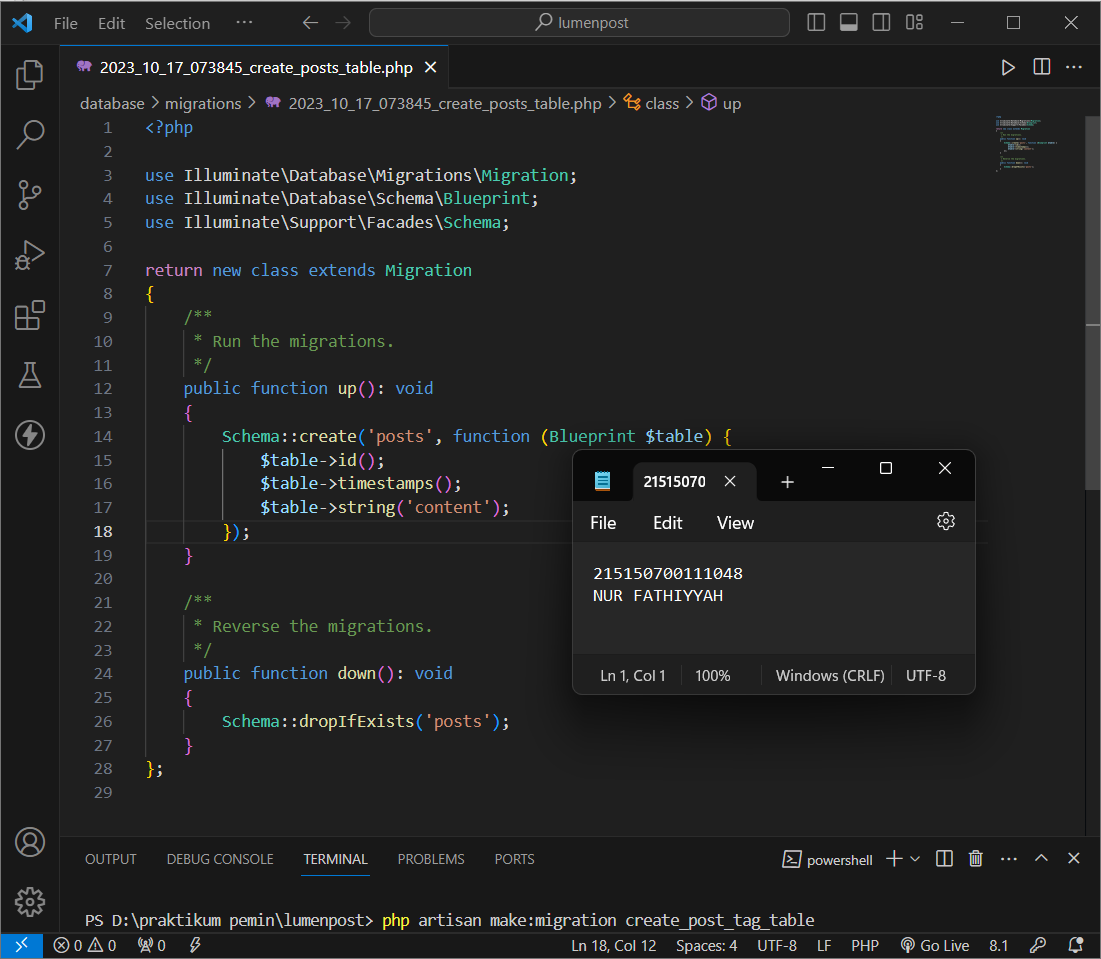 File Edit Selection ··· lumenpost
2023_10_17_073845_create_posts_table.php
database > migrations > 2023_10_17_073845_create_posts_table.php > class > up
1 <?php
2
3 use Illuminate\Database\Migrations\Migration;
4 use Illuminate\Database\Schema\Blueprint;
5 use Illuminate\Support\Facades\Schema;
6
7 return new class extends Migration
8 {
9 /**
10 * Run the migrations.
11 */
12 public function up(): void
13 {
14 Schema::create('posts', function (Blueprint $table) {
15 $table->id();
16 $table->timestamps();
17 $table->string('content');
18 });
19 }
20
21 /**
22 * Reverse the migrations.
23 */
24 public function down(): void
25 {
26 Schema::dropIfExists('posts');
27 }
28 };
29
21515070
File Edit View
215150700111048
NUR FATHIYYAH
Ln 1, Col 1 100% Windows (CRLF) UTF-8
OUTPUT DEBUG CONSOLE TERMINAL PROBLEMS PORTS powershell
PS D:\praktikum pemin\lumenpost> php artisan make:migration create_post_tag_table
0 0 0 Ln 18, Col 12 Spaces: 4 UTF-8 LF PHP Go Live 8.1